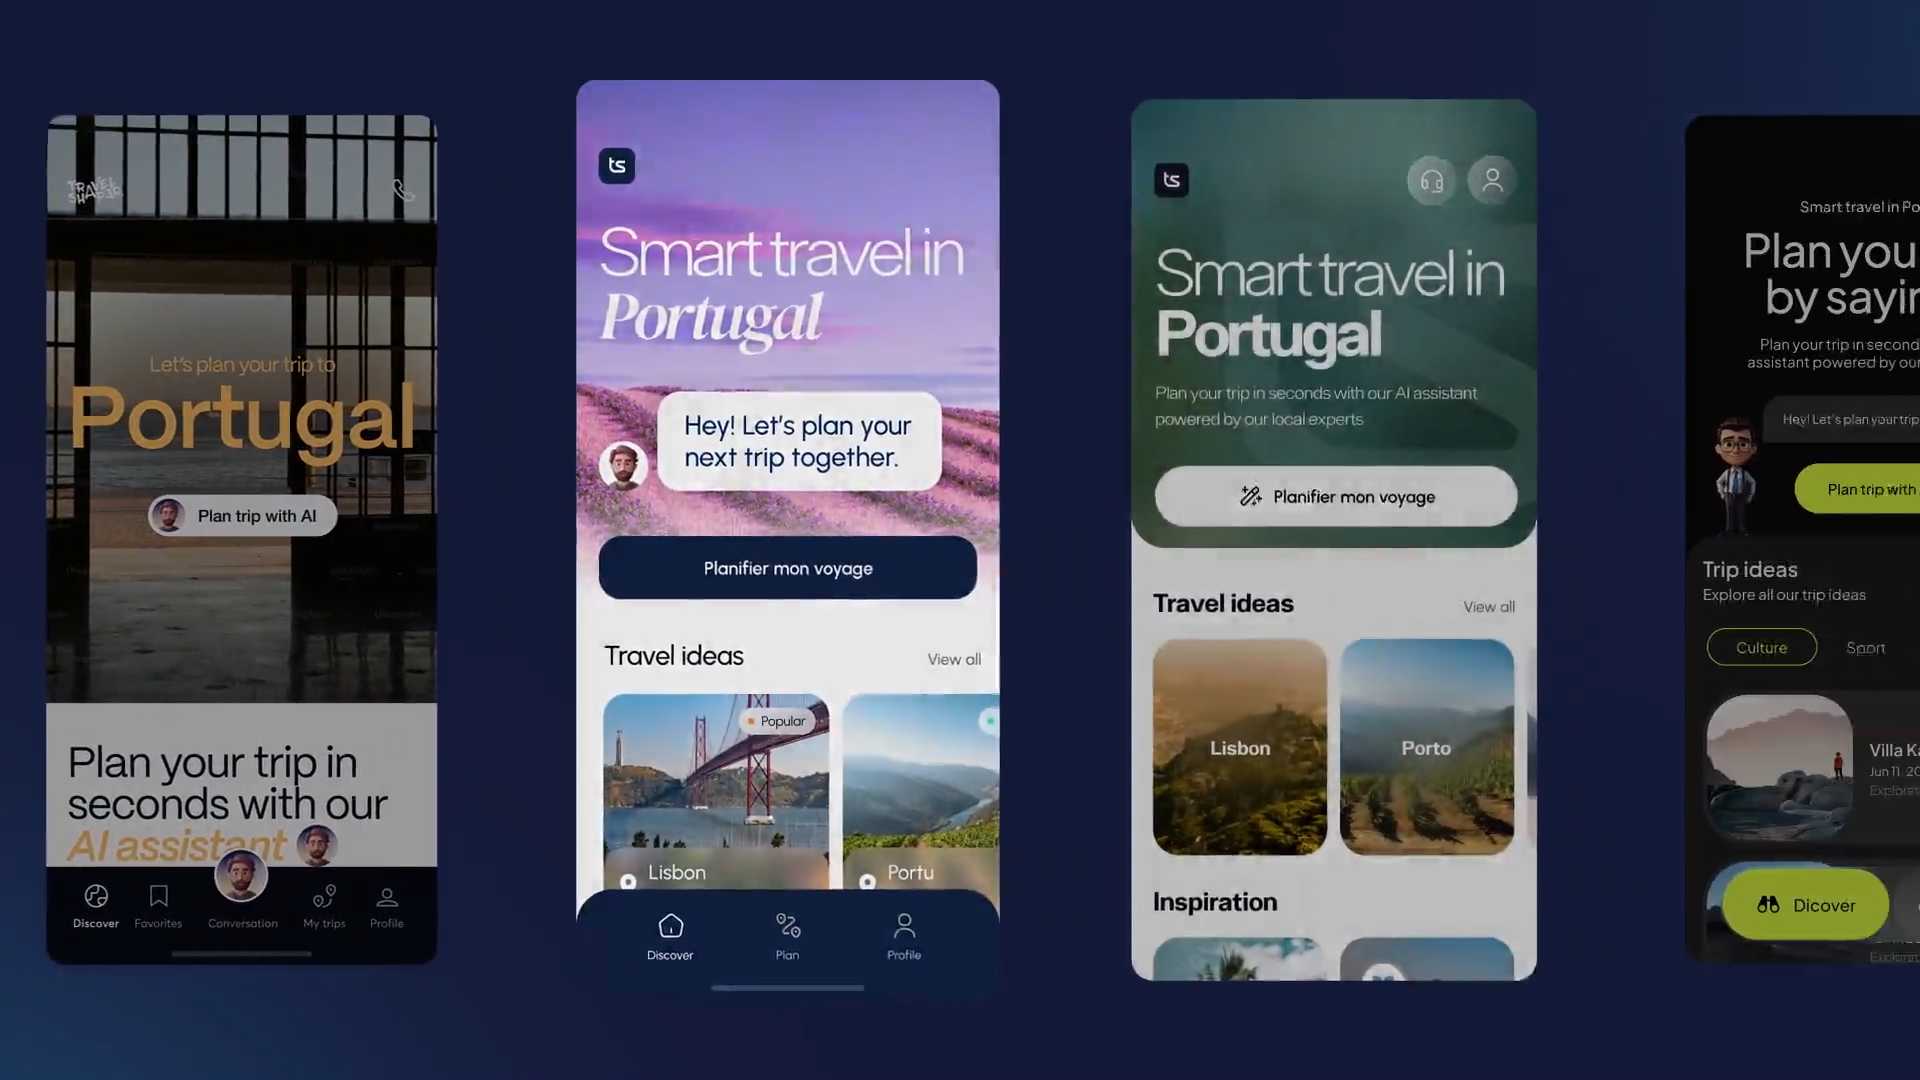 TRAVEL
SHAPER
Let's plan your trip to
Portugal
Plan trip with AI
Plan your trip in
seconds with our
AI assistant
Discover
Favorites
Conversation
My trips
Profile
ts
Smart travel in
Portugal
Hey! Let's plan your
next trip together.
Planifier mon voyage
Travel ideas
View all
Popular
Lisbon
Portu
Discover
Plan
Profile
ts
Smart travel in
Portugal
Plan your trip in seconds with our AI assistant
powered by our local experts
Planifier mon voyage
Travel ideas
View all
Lisbon
Porto
Inspiration
Smart travel in Po
Plan you
by sayin
Plan your trip in second
assistant powered by our
Hey! Let's plan your trip
Plan trip with
Trip ideas
Explore all our trip ideas
Culture
Sport
Villa Ka
Jun 11, 20
Explorat
Dicover